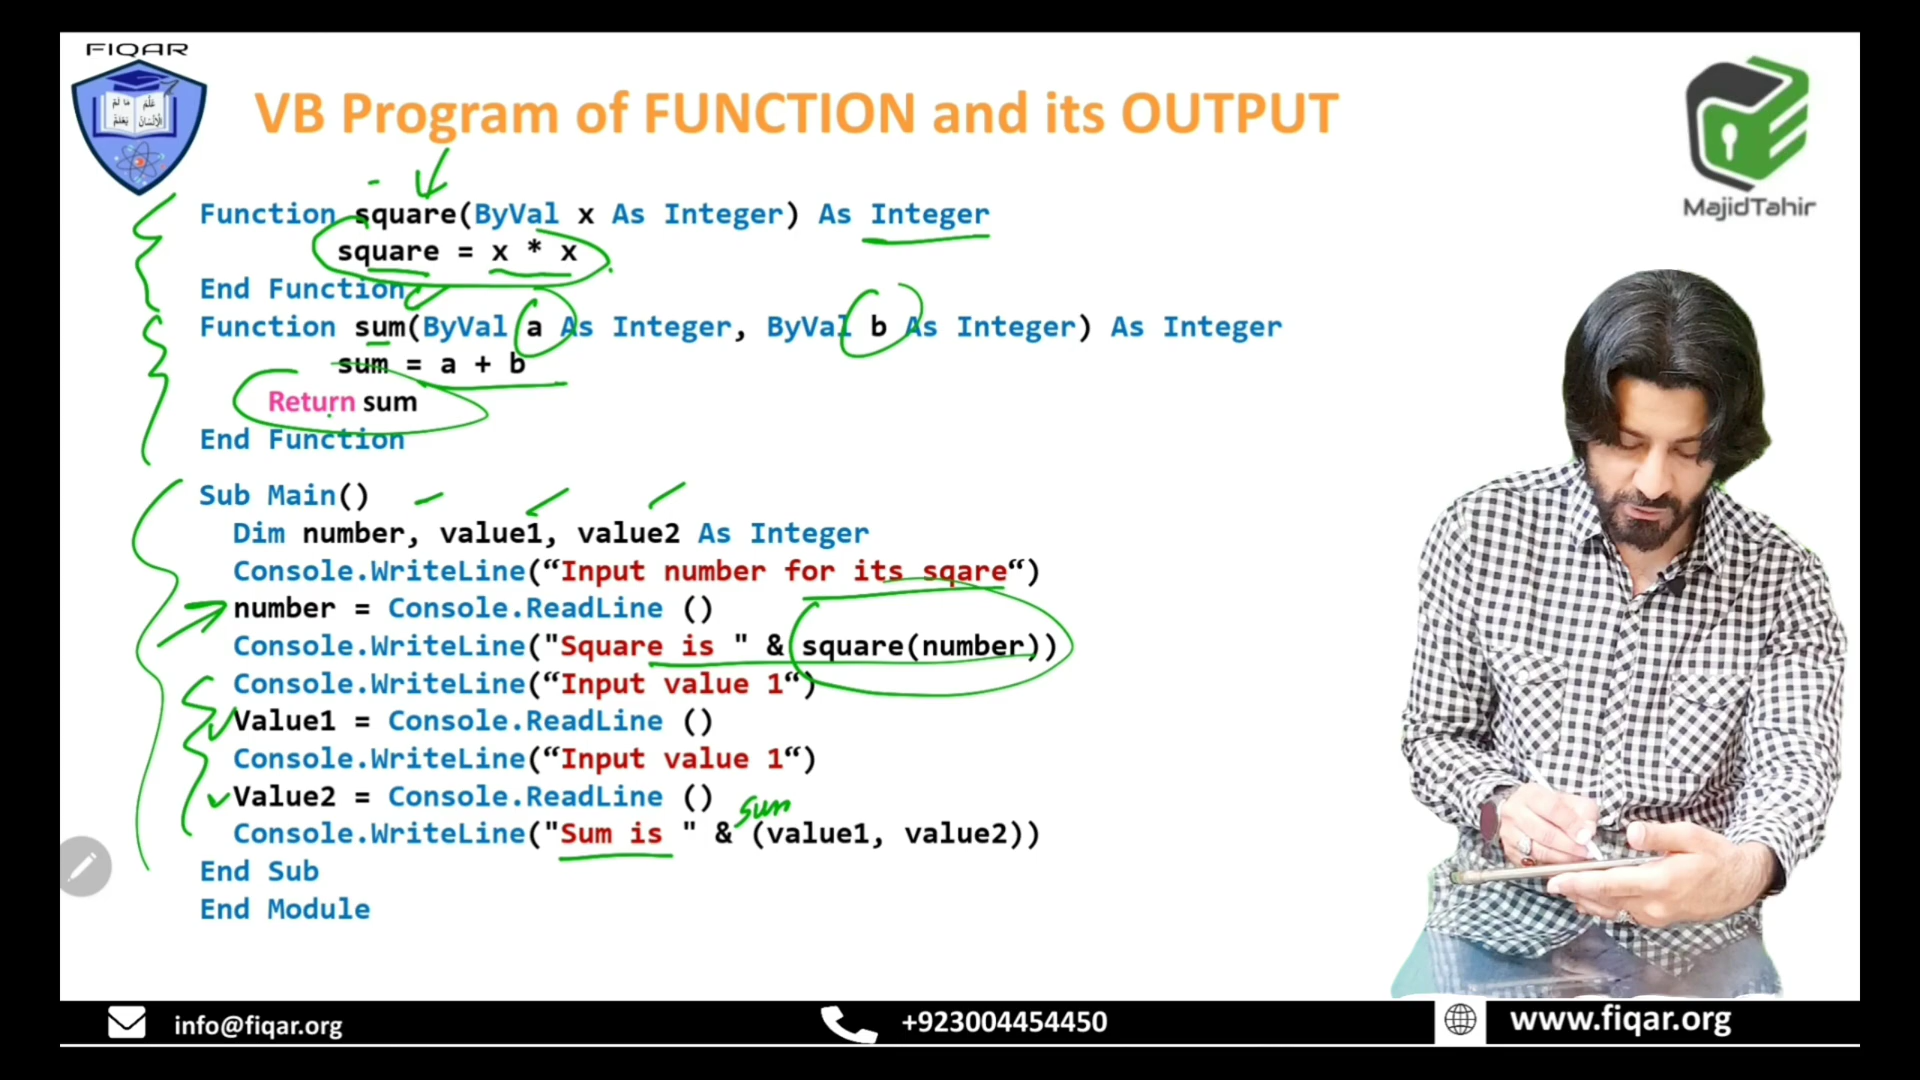 FIQAR
VB Program of FUNCTION and its OUTPUT
MajidTahir
Function square(ByVal x As Integer) As Integer
square = x * x
End Function
Function sum(ByVal a As Integer, ByVal b As Integer) As Integer
sum = a + b
Return sum
End Function
Sub Main()
Dim number, value1, value2 As Integer
Console.WriteLine(“Input number for its sqare“)
number = Console.ReadLine ()
Console.WriteLine("Square is " & square(number))
Console.WriteLine(“Input value 1“)
Value1 = Console.ReadLine ()
Console.WriteLine(“Input value 1“)
Value2 = Console.ReadLine ()
sum
Console.WriteLine("Sum is " & (value1, value2))
End Sub
End Module
info@fiqar.org
+923004454450
www.fiqar.org